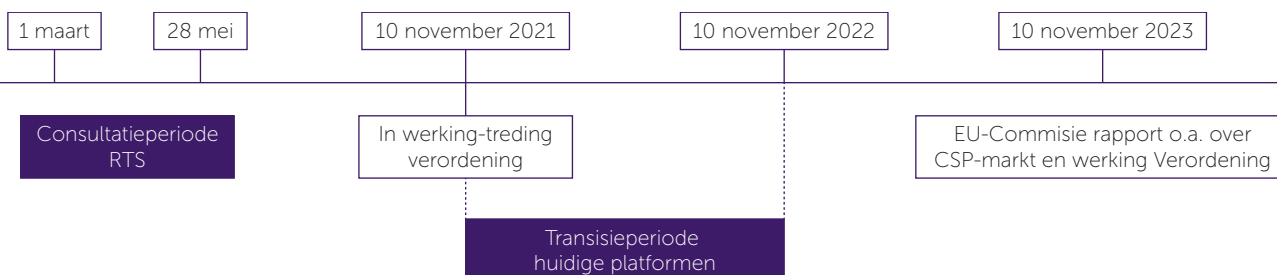 1 maart
28 mei
10 november 2021
10 november 2022
10 november 2023
Consultatieperiode
RTS
In werking-treding
verordening
EU-Commisie rapport o.a. over
CSP-markt en werking Verordening
Transisieperiode
huidige platformen